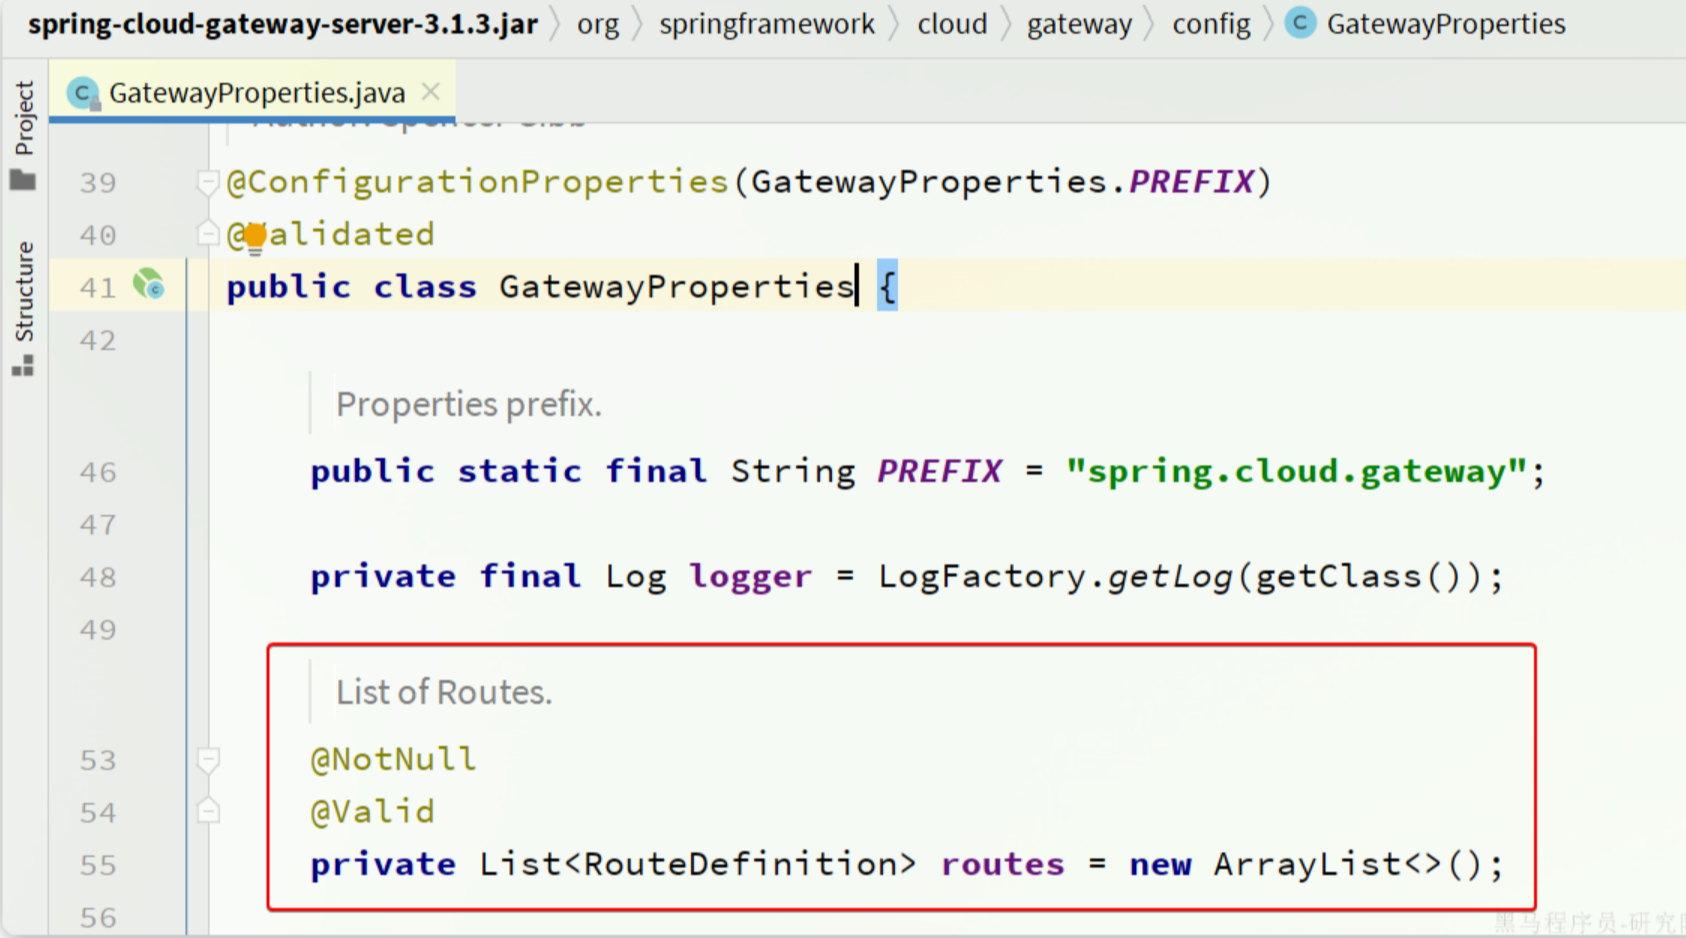 spring-cloud-gateway-server-3.1.3.jar org springframework cloud gateway config C GatewayProperties
Project
Structure
C GatewayProperties.java
39 @ConfigurationProperties(GatewayProperties.PREFIX)
40 @Validated
41 public class GatewayProperties {
42
Properties prefix.
46 public static final String PREFIX = "spring.cloud.gateway";
47
48 private final Log logger = LogFactory.getLog(getClass());
49
List of Routes.
53 @NotNull
54 @Valid
55 private List<RouteDefinition> routes = new ArrayList<>();
56
黑马程序员-研究